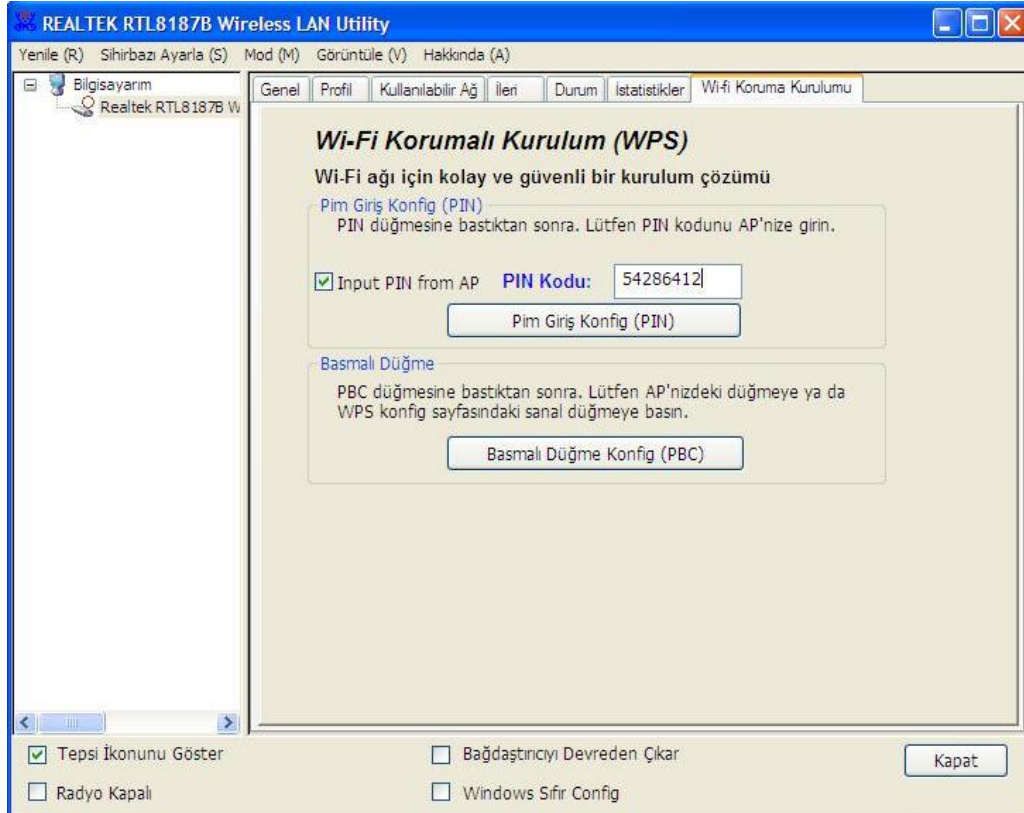 REALTEK RTL8187B Wireless LAN Utility
Yenile (R) Sihirbazı Ayarla (S) Mod (M) Görüntüle (V) Hakkında (A)
Bilgisayarım
Realtek RTL8187B W
Genel Profil Kullanılabilir Ağ İleri Durum İstatistikler Wi-fi Koruma Kurulumu
Wi-Fi Korumalı Kurulum (WPS)
Wi-Fi ağı için kolay ve güvenli bir kurulum çözümü
Pim Giriş Konfig (PIN)
PIN düğmesine bastıktan sonra. Lütfen PIN kodunu AP'nize girin.
Input PIN from AP PIN Kodu: 54286412
Pim Giriş Konfig (PIN)
Basmalı Düğme
PBC düğmesine bastıktan sonra. Lütfen AP'nizdeki düğmeye ya da
WPS konfig sayfasındaki sanal düğmeye basın.
Basmalı Düğme Konfig (PBC)
Tepsi İkonunu Göster Bağdaştırıcıyı Devreden Çıkar Kapat
Radyo Kapalı Windows Sıfır Config